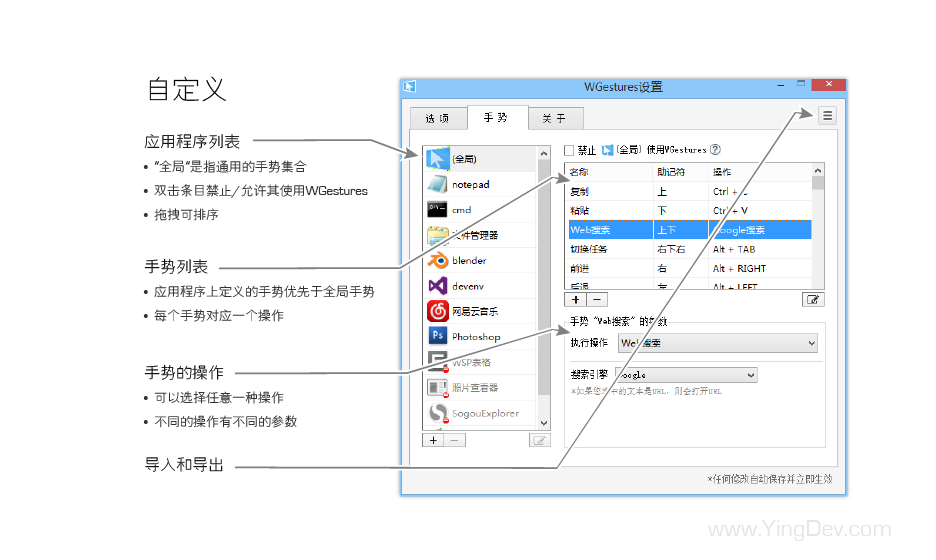 自定义
应用程序列表
• “全局”是指通用的手势集合
• 双击条目禁止/允许其使用WGestures
• 拖拽可排序
手势列表
• 应用程序上定义的手势优先于全局手势
• 每个手势对应一个操作
手势的操作
• 可以选择任意一种操作
• 不同的操作有不同的参数
导入和导出
WGestures设置
选项 手势 关于
(全局)
notepad
cmd
文件管理器
blender
devenv
网易云音乐
Ps Photoshop
WSP表格
照片查看器
SogouExplorer
禁止 (全局) 使用WGestures ?
名称 助记符 操作
复制 上 Ctrl +
粘贴 下 Ctrl + V
Web搜索 上下 Google搜索
切换任务 右下右 Alt + TAB
前进 右 Alt + RIGHT
后退 左 Alt + LEFT
手势 “Web搜索” 的参数
执行操作 Web搜索
搜索引擎 Google
*如果您选中的文本是URL，则会打开URL
*任何修改自动保存并立即生效
www.YingDev.com